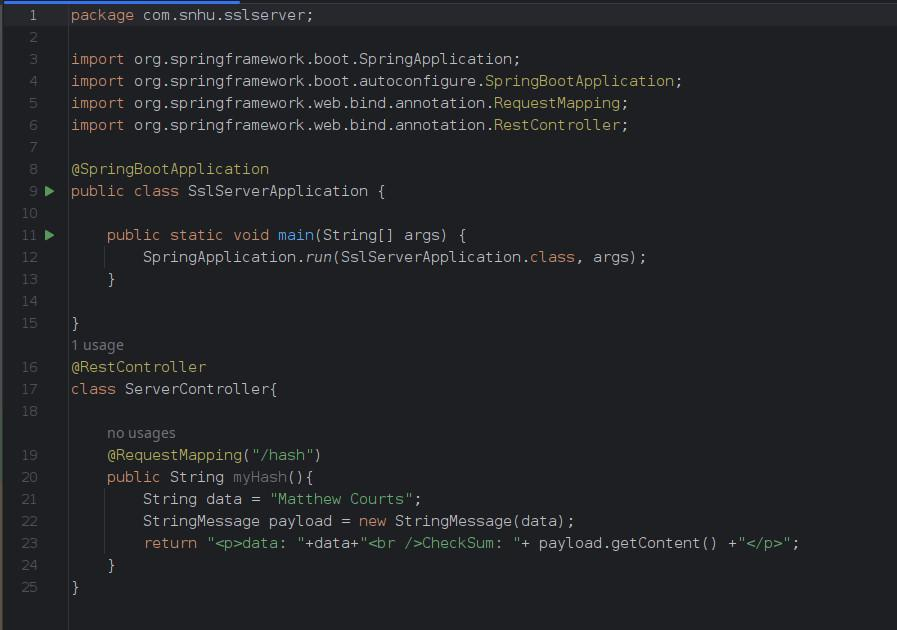 1 package com.snhu.sslserver;
2
3 import org.springframework.boot.SpringApplication;
4 import org.springframework.boot.autoconfigure.SpringBootApplication;
5 import org.springframework.web.bind.annotation.RequestMapping;
6 import org.springframework.web.bind.annotation.RestController;
7
8 @SpringBootApplication
9 public class SslServerApplication {
10
11     public static void main(String[] args) {
12         SpringApplication.run(SslServerApplication.class, args);
13     }
14
15 }
1 usage
16 @RestController
17 class ServerController{
18
no usages
19     @RequestMapping("/hash")
20     public String myHash(){
21         String data = "Matthew Courts";
22         StringMessage payload = new StringMessage(data);
23         return "<p>data: "+data+"<br />CheckSum: "+ payload.getContent() +"</p>";
24     }
25 }